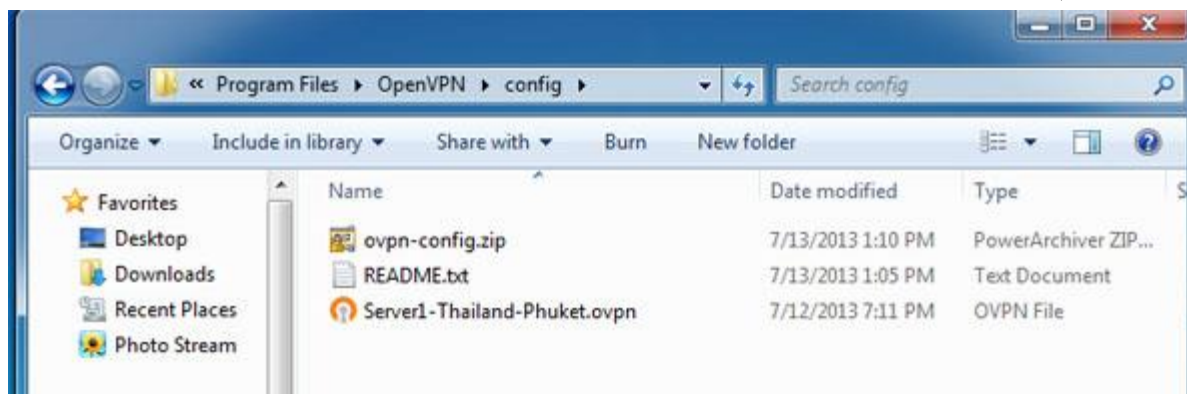 « Program Files ▸ OpenVPN ▸ config ▸ Search config
Organize ▾ Include in library ▾ Share with ▾ Burn New folder
Favorites
Desktop
Downloads
Recent Places
Photo Stream
Name Date modified Type S
ovpn-config.zip 7/13/2013 1:10 PM PowerArchiver ZIP...
README.txt 7/13/2013 1:05 PM Text Document
Server1-Thailand-Phuket.ovpn 7/12/2013 7:11 PM OVPN File